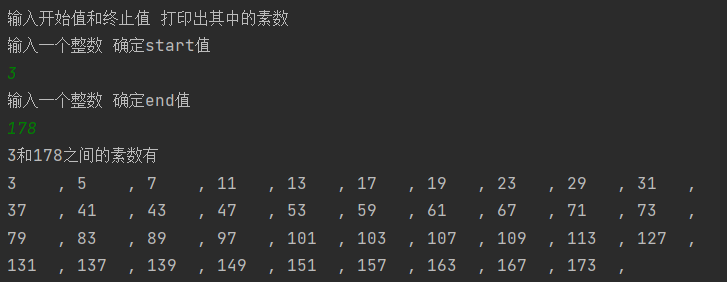 输入开始值和终止值 打印出其中的素数
输入一个整数 确定start值
3
输入一个整数 确定end值
178
3和178之间的素数有
3    , 5    , 7    , 11   , 13   , 17   , 19   , 23   , 29   , 31   ,
37   , 41   , 43   , 47   , 53   , 59   , 61   , 67   , 71   , 73   ,
79   , 83   , 89   , 97   , 101  , 103  , 107  , 109  , 113  , 127  ,
131  , 137  , 139  , 149  , 151  , 157  , 163  , 167  , 173  ,